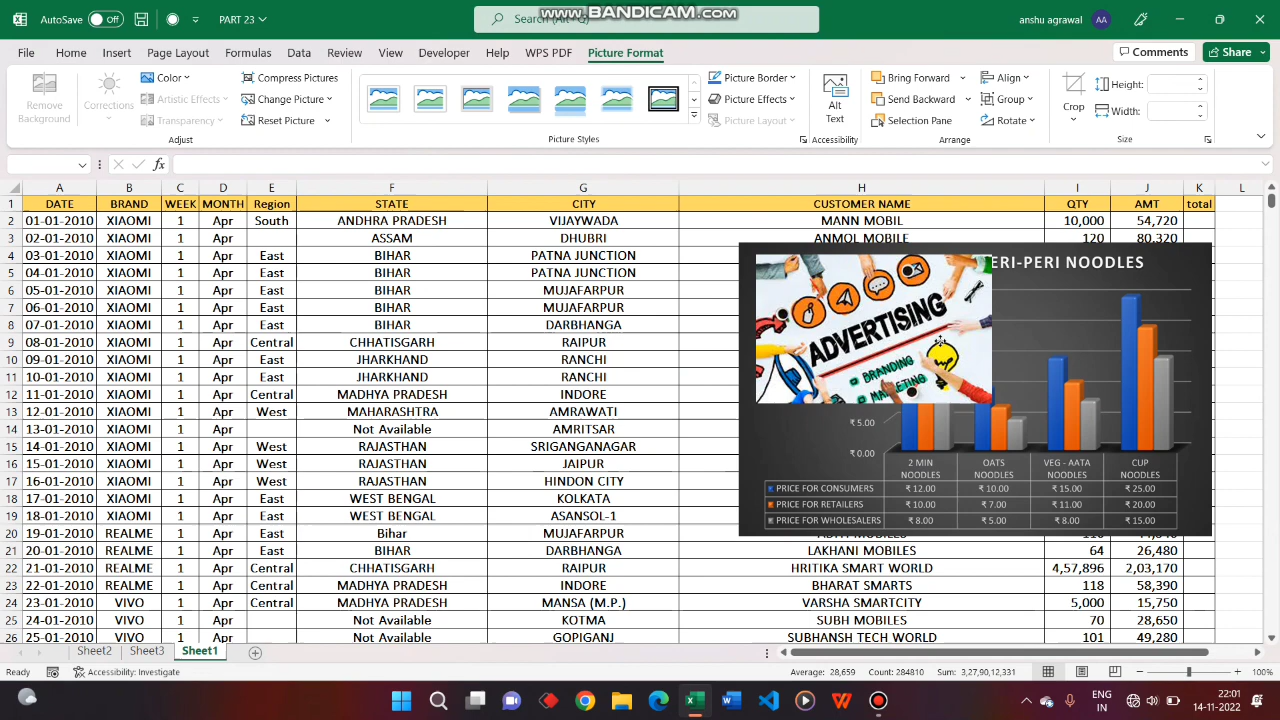 AutoSave Off PART 23 Search (Alt+Q) www.BANDICAM.com anshu agrawal AA
File Home Insert Page Layout Formulas Data Review View Developer Help WPS PDF Picture Format Comments Share
Remove Background Corrections Color Artistic Effects Transparency Compress Pictures Change Picture Reset Picture Picture Border Picture Effects Picture Layout Alt Text Bring Forward Send Backward Selection Pane Align Group Rotate Crop Height: Width:
Adjust Picture Styles Accessibility Arrange Size
fx
A B C D E F G H I J K L
1 DATE BRAND WEEK MONTH Region STATE CITY CUSTOMER NAME QTY AMT total
2 01-01-2010 XIAOMI 1 Apr South ANDHRA PRADESH VIJAYWADA MANN MOBIL 10,000 54,720
3 02-01-2010 XIAOMI 1 Apr ASSAM DHUBRI ANMOL MOBILE 120 80,320
4 03-01-2010 XIAOMI 1 Apr East BIHAR PATNA JUNCTION
5 04-01-2010 XIAOMI 1 Apr East BIHAR PATNA JUNCTION
6 05-01-2010 XIAOMI 1 Apr East BIHAR MUJAFARPUR
7 06-01-2010 XIAOMI 1 Apr East BIHAR MUJAFARPUR
8 07-01-2010 XIAOMI 1 Apr East BIHAR DARBHANGA
9 08-01-2010 XIAOMI 1 Apr Central CHHATISGARH RAIPUR
10 09-01-2010 XIAOMI 1 Apr East JHARKHAND RANCHI
11 10-01-2010 XIAOMI 1 Apr East JHARKHAND RANCHI
12 11-01-2010 XIAOMI 1 Apr Central MADHYA PRADESH INDORE
13 12-01-2010 XIAOMI 1 Apr West MAHARASHTRA AMRAWATI
14 13-01-2010 XIAOMI 1 Apr Not Available AMRITSAR
15 14-01-2010 XIAOMI 1 Apr West RAJASTHAN SRIGANGANAGAR
16 15-01-2010 XIAOMI 1 Apr West RAJASTHAN JAIPUR
17 16-01-2010 XIAOMI 1 Apr West RAJASTHAN HINDON CITY
18 17-01-2010 XIAOMI 1 Apr East WEST BENGAL KOLKATA
19 18-01-2010 XIAOMI 1 Apr East WEST BENGAL ASANSOL-1
20 19-01-2010 REALME 1 Apr East Bihar MUJAFARPUR
21 20-01-2010 REALME 1 Apr East BIHAR DARBHANGA LAKHANI MOBILES 64 26,480
22 21-01-2010 REALME 1 Apr Central CHHATISGARH RAIPUR HRITIKA SMART WORLD 4,57,896 2,03,170
23 22-01-2010 REALME 1 Apr Central MADHYA PRADESH INDORE BHARAT SMARTS 118 58,390
24 23-01-2010 VIVO 1 Apr Central MADHYA PRADESH MANSA (M.P.) VARSHA SMARTCITY 5,000 15,750
25 24-01-2010 VIVO 1 Apr Not Available KOTMA SUBH MOBILES 70 28,650
26 25-01-2010 VIVO 1 Apr Not Available GOPIGANJ SUBHANSH TECH WORLD 101 49,280
ERI-PERI NOODLES
ADVERTISING
BRANDING
MARKETING
₹ 5.00
₹ 0.00
2 MIN NOODLES OATS NOODLES VEG - AATA NOODLES CUP NOODLES
PRICE FOR CONSUMERS ₹ 12.00 ₹ 10.00 ₹ 15.00 ₹ 25.00
PRICE FOR RETAILERS ₹ 10.00 ₹ 7.00 ₹ 11.00 ₹ 20.00
PRICE FOR WHOLESALERS ₹ 8.00 ₹ 5.00 ₹ 8.00 ₹ 15.00
Sheet2 Sheet3 Sheet1
Ready Accessibility: Investigate Average: 28,659 Count: 284810 Sum: 3,27,90,12,331 100%
ENG IN 22:01 14-11-2022